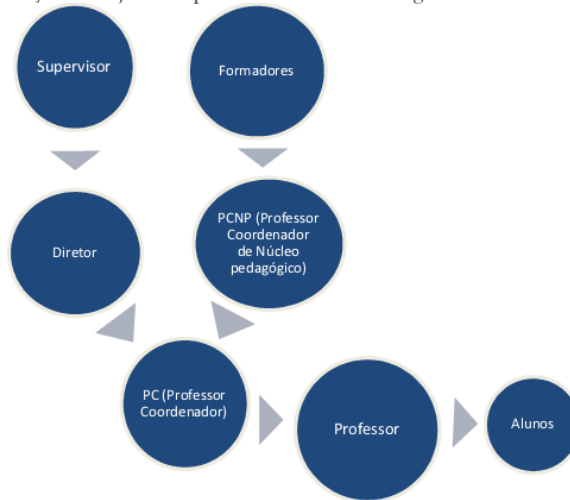 Supervisor
Formadores
Diretor
PCNP (Professor
Coordenador
de Núcleo
pedagógico)
PC (Professor
Coordenador)
Professor
Alunos